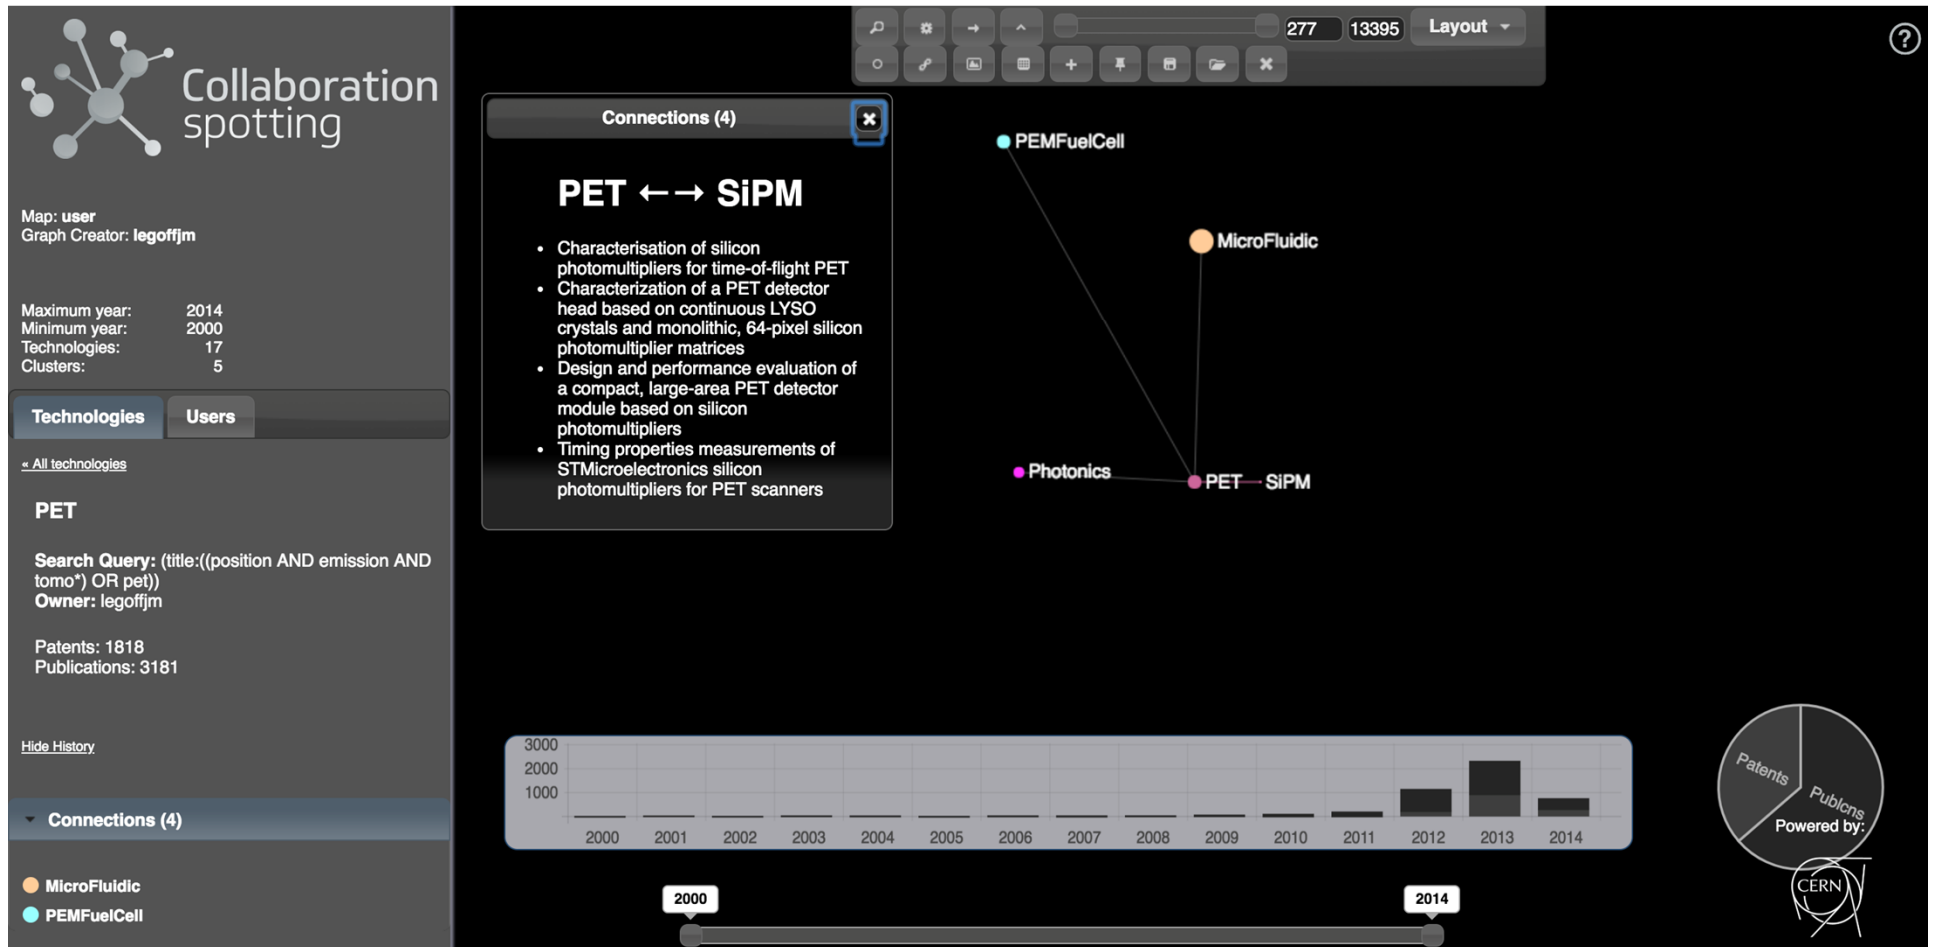 Collaboration
spotting
Map: user
Graph Creator: legoffjm
Maximum year: 2014
Minimum year: 2000
Technologies: 17
Clusters: 5
Technologies Users
« All technologies
PET
Search Query: (title:((position AND emission AND
tomo*) OR pet))
Owner: legoffjm
Patents: 1818
Publications: 3181
Hide History
Connections (4)
MicroFluidic
PEMFuelCell
277 13395 Layout
?
Connections (4)
PET ←→ SiPM
• Characterisation of silicon
photomultipliers for time-of-flight PET
• Characterization of a PET detector
head based on continuous LYSO
crystals and monolithic, 64-pixel silicon
photomultiplier matrices
• Design and performance evaluation of
a compact, large-area PET detector
module based on silicon
photomultipliers
• Timing properties measurements of
STMicroelectronics silicon
photomultipliers for PET scanners
PEMFuelCell
MicroFluidic
Photonics
PET SiPM
3000
2000
1000
2000 2001 2002 2003 2004 2005 2006 2007 2008 2009 2010 2011 2012 2013 2014
2000 2014
Patents
Publcns
Powered by:
CERN